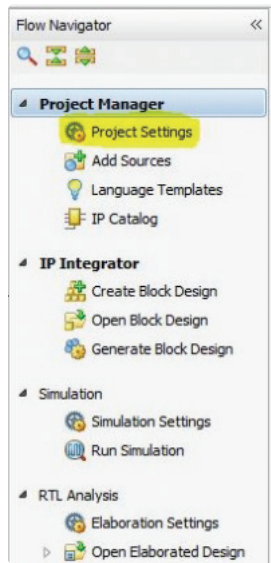 Flow Navigator
Project Manager
Project Settings
Add Sources
Language Templates
IP Catalog
IP Integrator
Create Block Design
Open Block Design
Generate Block Design
Simulation
Simulation Settings
Run Simulation
RTL Analysis
Elaboration Settings
Open Elaborated Design